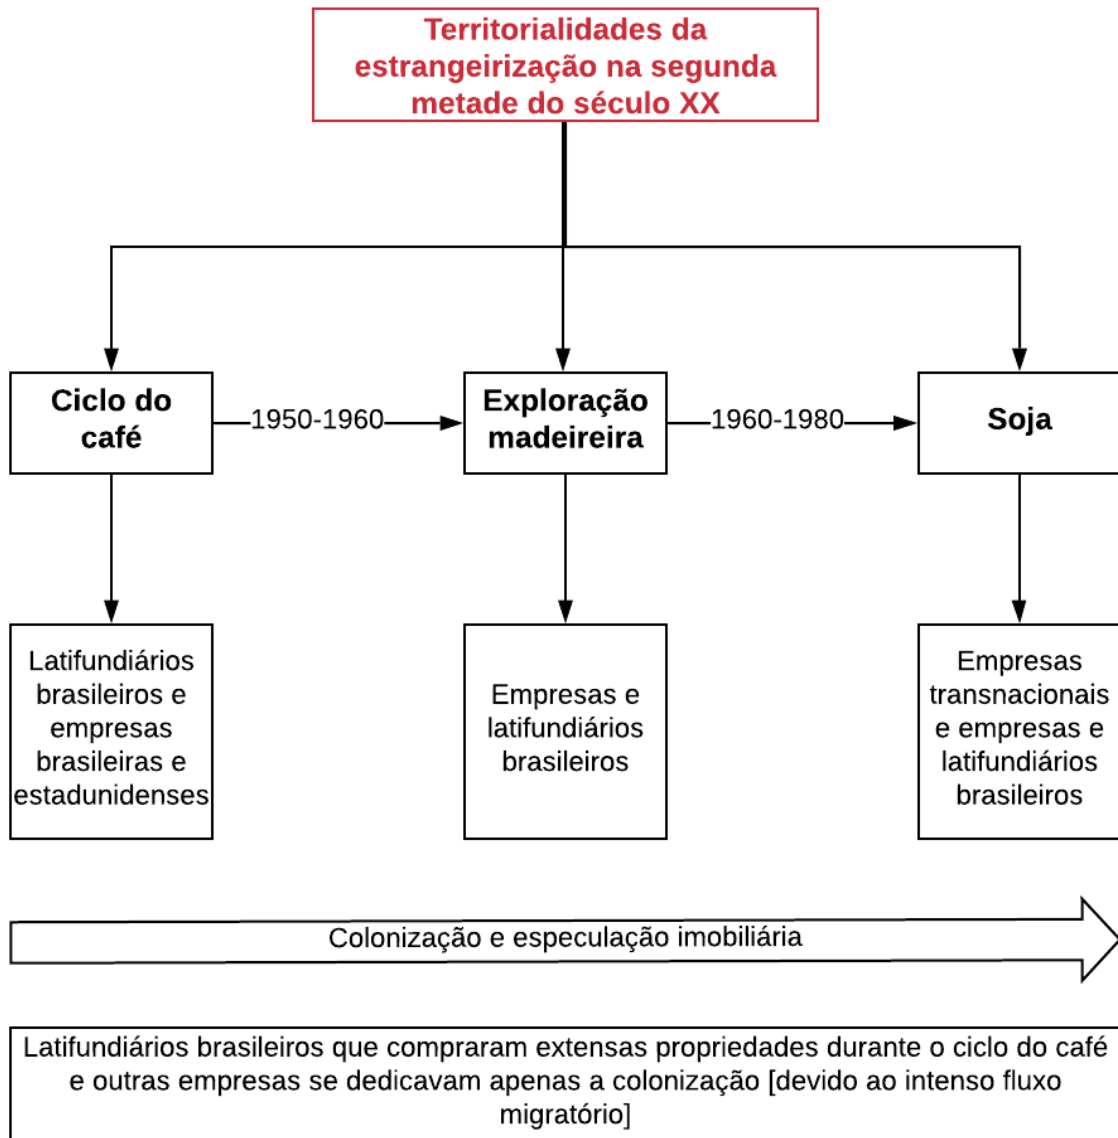 Territorialidades da
estrangeirização na segunda
metade do século XX
Ciclo do
café
1950-1960
Exploração
madeireira
1960-1980
Soja
Latifundiários
brasileiros e
empresas
brasileiras e
estadunidenses
Empresas e
latifundiários
brasileiros
Empresas
transnacionais
e empresas e
latifundiários
brasileiros
Colonização e especulação imobiliária
Latifundiários brasileiros que compraram extensas propriedades durante o ciclo do café
e outras empresas se dedicavam apenas a colonização [devido ao intenso fluxo
migratório]